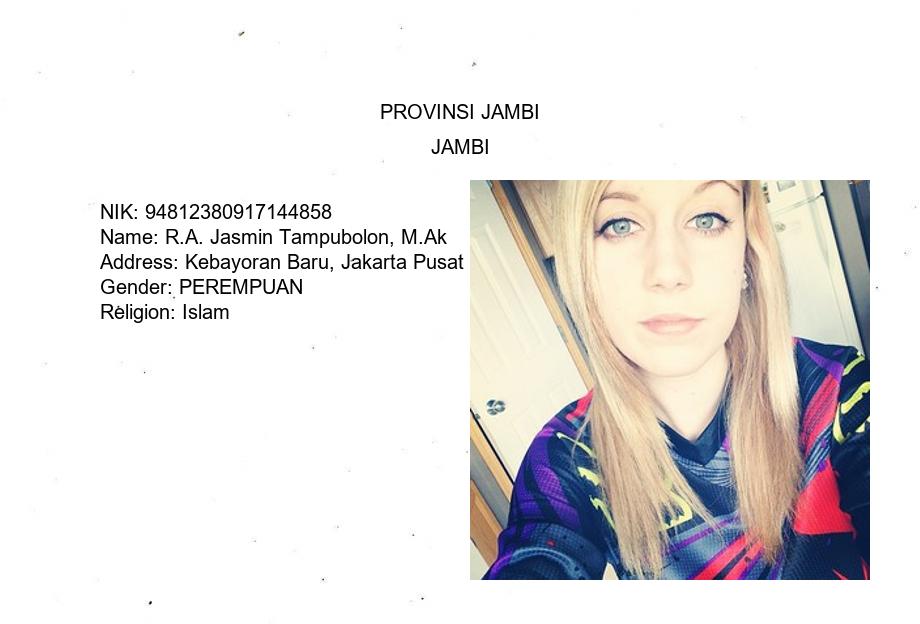 PROVINSI JAMBI
JAMBI
NIK: 94812380917144858
Name: R.A. Jasmin Tampubolon, M.Ak
Address: Kebayoran Baru, Jakarta Pusat
Gender: PEREMPUAN
Religion: Islam